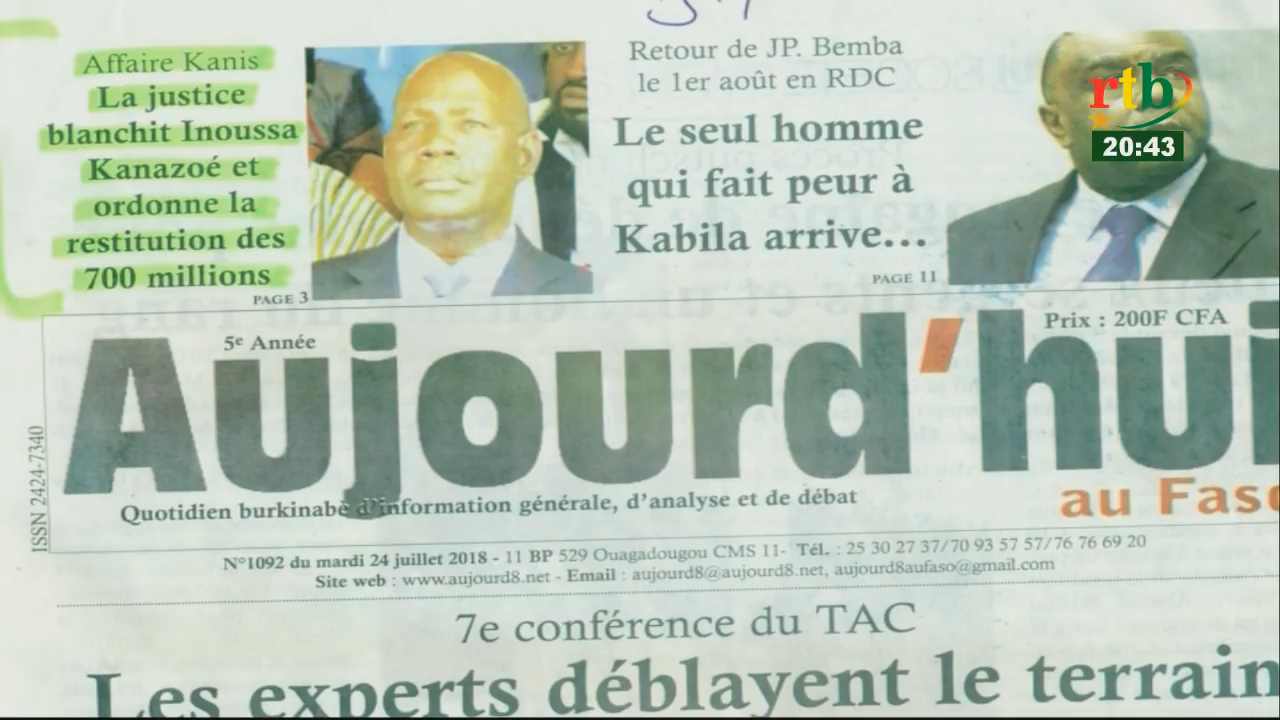 Affaire Kanis
La justice
blanchit Inoussa
Kanazoé et
ordonne la
restitution des
700 millions
PAGE 3
Retour de JP. Bemba
le 1er août en RDC
Le seul homme
qui fait peur à
Kabila arrive...
PAGE 11
rtb
20:43
5e Année
Prix : 200F CFA
Aujourd'hui
au Faso
Quotidien burkinabè d'information générale, d'analyse et de débat
ISSN 2424-7340
N°1092 du mardi 24 juillet 2018 - 11 BP 529 Ouagadougou CMS 11- Tél. : 25 30 27 37/70 93 57 57/76 76 69 20
Site web : www.aujourd8.net - Email : aujourd8@aujourd8.net, aujourd8aufaso@gmail.com
7e conférence du TAC
Les experts déblayent le terrain